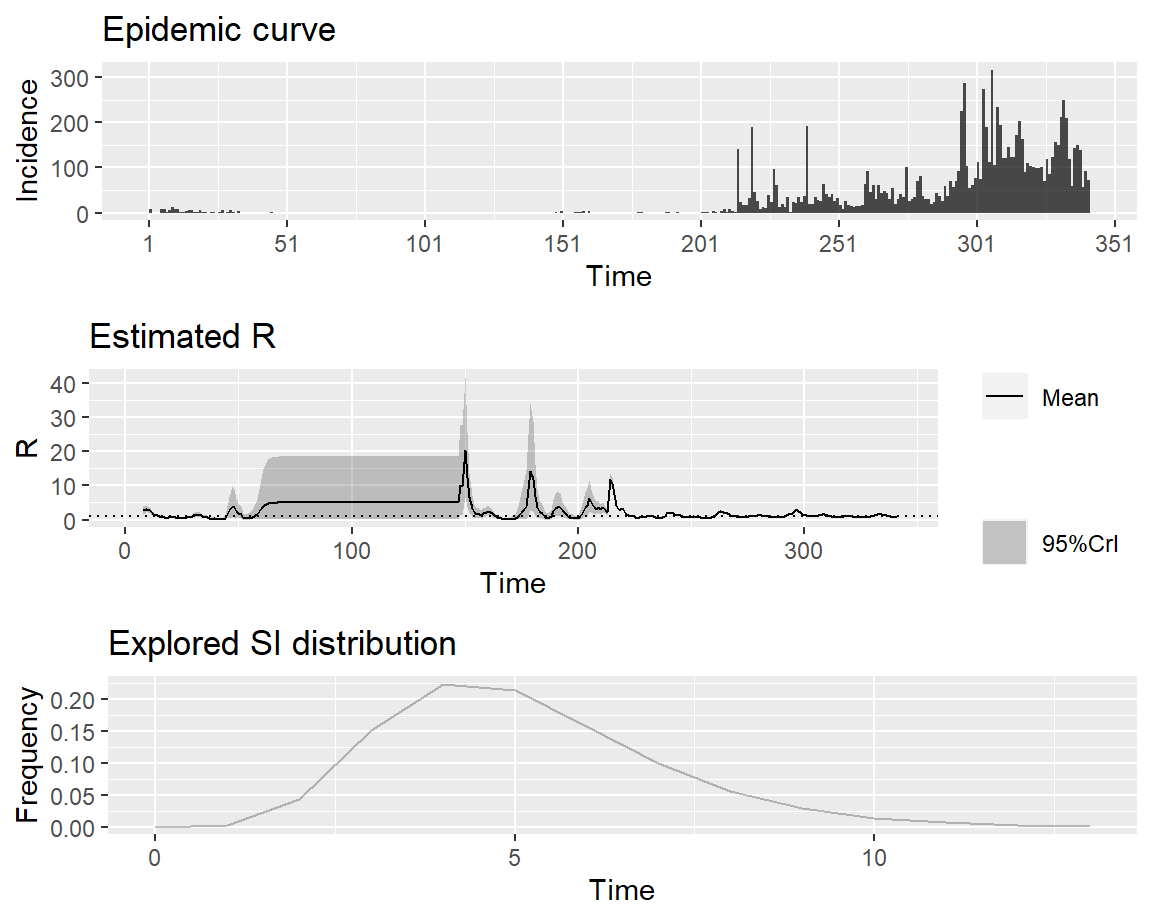 Epidemic curve
300
200
100
0
Incidence
1 51 101 151 201 251 301 351
Time
Estimated R
40
30
20
10
0
R
0 100 200 300
Time
Mean
95%CrI
Explored SI distribution
0.20
0.15
0.10
0.05
0.00
Frequency
0 5 10
Time